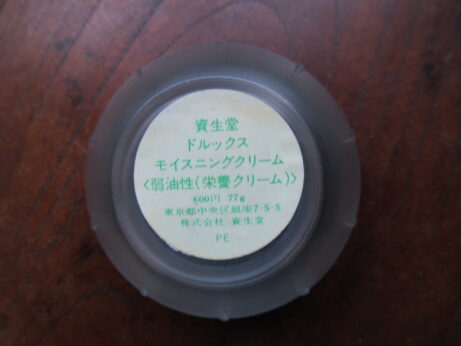 資生堂
ドルックス
モイスニングクリーム
<弱油性(栄養クリーム)>
600円 77g
東京都中央区銀座7-5-5
株式会社 資生堂
PE